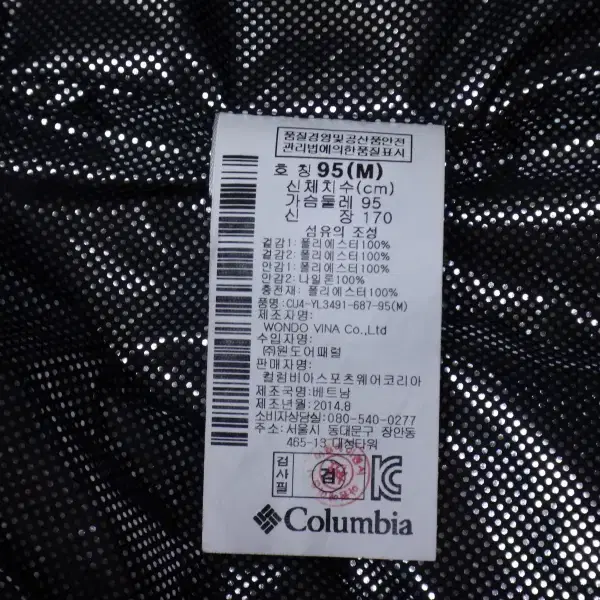 품질경영및공산품안전
관리법에의한품질표시
호 칭 95(M)
신체치수(cm)
가슴둘레 95
신 장 170
섬유의 조성
겉감1: 폴리에스터100%
겉감2: 폴리에스터100%
안감1: 폴리에스터100%
안감2: 나일론100%
충전재: 폴리에스터100%
품명:CU4-YL3491-687-95(M)
제조자명:
WONDO VINA Co.,Ltd
수입자명:
(주)원도어패럴
판매자명:
컬럼비아스포츠웨어코리아
제조국명:베트남
제조년월:2014.8
소비자상담실:080-540-0277
주소:서울시 동대문구 장안동
465-13 대정타워
검사필
검
Columbia